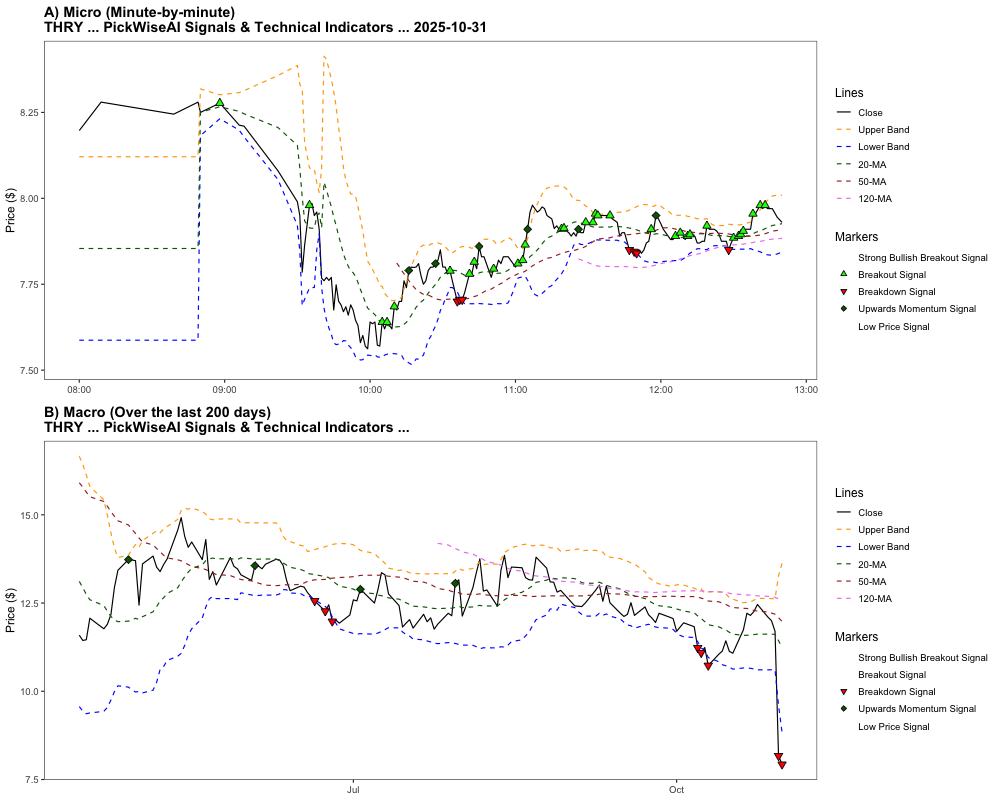 A) Micro (Minute-by-minute)
THRY ... PickWiseAI Signals & Technical Indicators ... 2025-10-31
Price ($)
8.25
8.00
7.75
7.50
08:00 09:00 10:00 11:00 12:00 13:00
Lines
Close
Upper Band
Lower Band
20-MA
50-MA
120-MA
Markers
Strong Bullish Breakout Signal
Breakout Signal
Breakdown Signal
Upwards Momentum Signal
Low Price Signal
B) Macro (Over the last 200 days)
THRY ... PickWiseAI Signals & Technical Indicators ...
Price ($)
15.0
12.5
10.0
7.5
Jul Oct
Lines
Close
Upper Band
Lower Band
20-MA
50-MA
120-MA
Markers
Strong Bullish Breakout Signal
Breakout Signal
Breakdown Signal
Upwards Momentum Signal
Low Price Signal